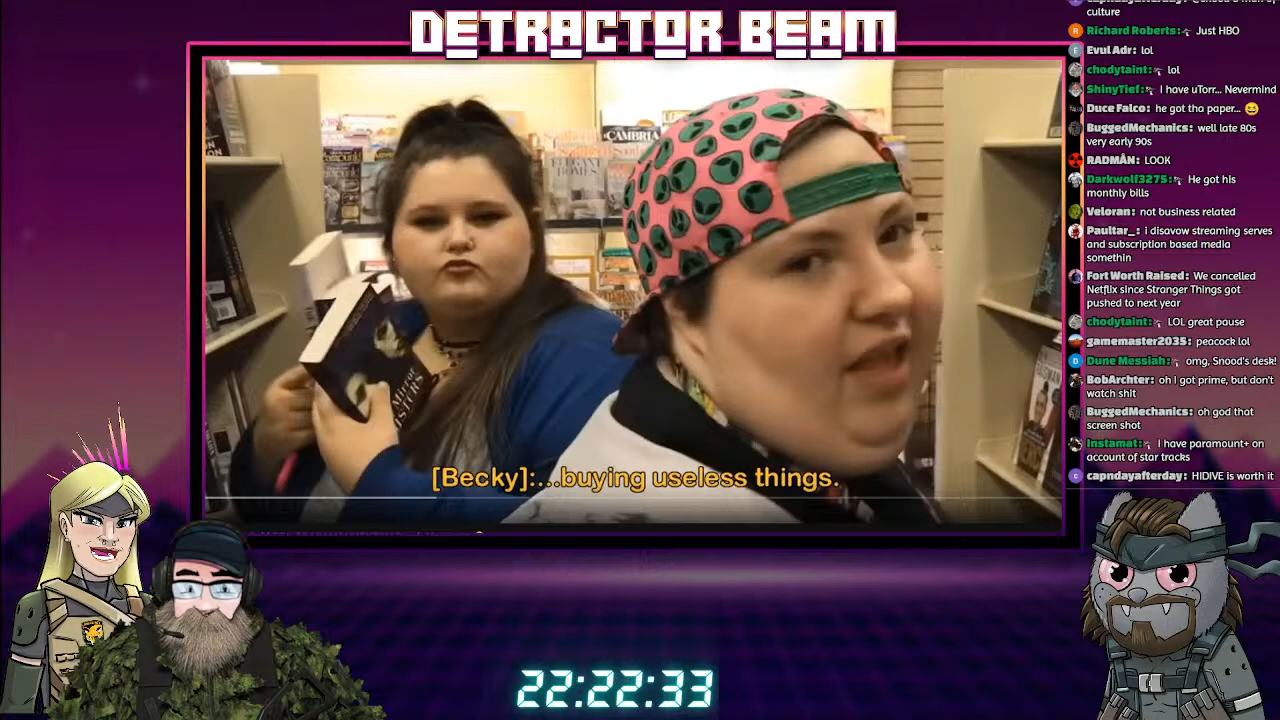 DETRACTOR BEAM
culture
Richard Roberts: Just HBO
Evul Adr: lol
chodytaint: lol
ShinyTief: I have uTorr... Nevermind
Duce Falco: he got tha paper... 😄
BuggedMechanics: well late 80s
very early 90s
RADMÂN: LOOK
Darkwolf3275: He got his
monthly bills
Veloran: not business related
Paultar_: i disavow streaming serves
and subscription based media
somethin
Fort Worth Raised: We cancelled
Netflix since Stranger Things got
pushed to next year
chodytaint: LOL great pause
gamemaster2035: peacock lol
Dune Messiah: omg, Snood's desk!
BobArchter: oh I got prime, but don't
watch shit
BuggedMechanics: oh god that
screen shot
Instamat: I have paramount+ on
account of star tracks
capndayafterday: HIDIVE is worth it
CAMBRIA
HOMES
[Becky]:...buying useless things.
22:22:33